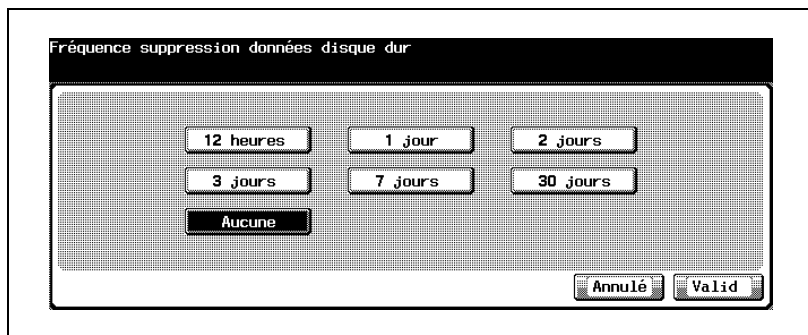 Fréquence suppression données disque dur
12 heures 1 jour 2 jours
3 jours 7 jours 30 jours
Aucune
Annulé Valid